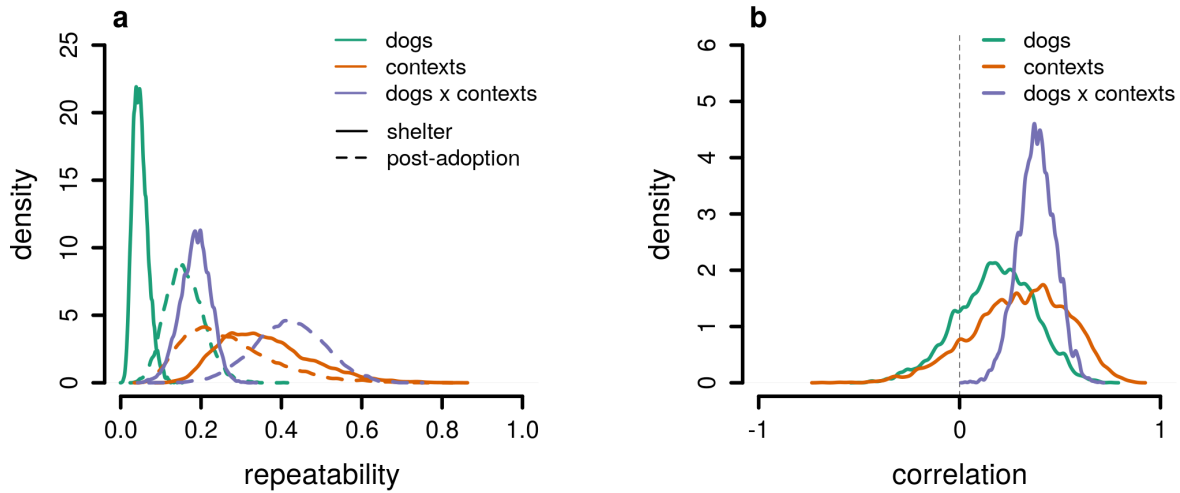 a
25
20
15
10
5
0
density
dogs
contexts
dogs x contexts
shelter
post-adoption
0.0 0.2 0.4 0.6 0.8 1.0
repeatability
b
6
5
4
3
2
1
0
density
dogs
contexts
dogs x contexts
-1 0 1
correlation